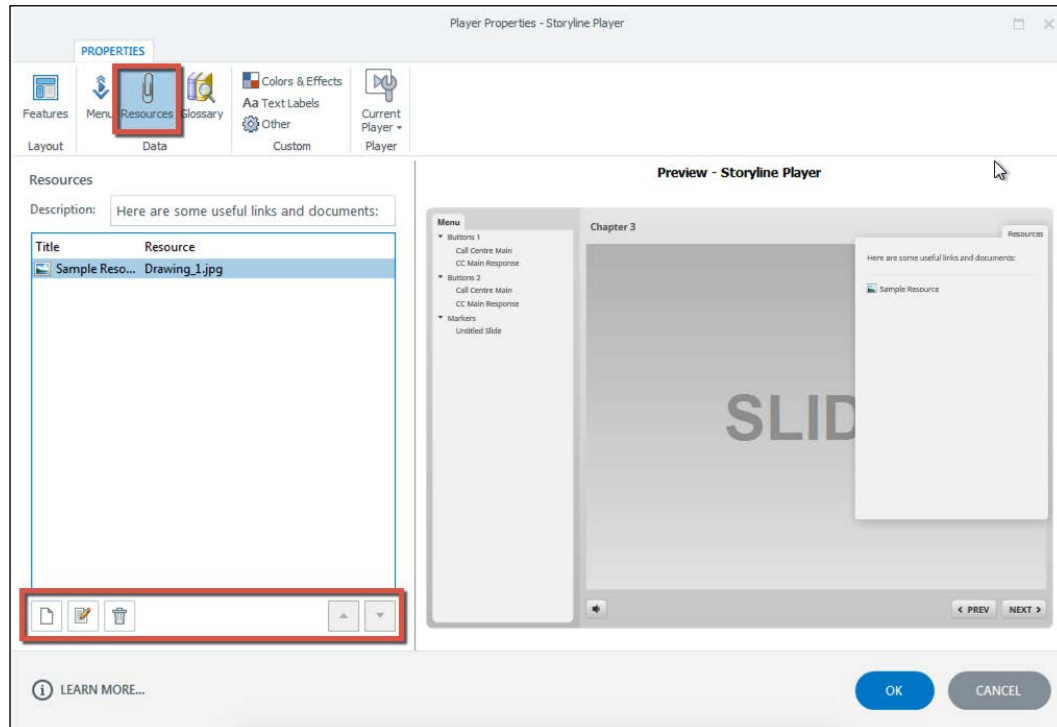 Player Properties - Storyline Player
PROPERTIES
Features
Menu
Resources
Glossary
Colors & Effects
Aa Text Labels
Other
Current Player
Layout
Data
Custom
Player
Resources
Description: Here are some useful links and documents:
Title Resource
Sample Reso... Drawing_1.jpg
LEARN MORE...
Preview - Storyline Player
Menu
Buttons 1
Call Centre Main
CC Main Response
Buttons 2
Call Centre Main
CC Main Response
Markers
Untitled Slide
Chapter 3
SLID
Resources
Here are some useful links and documents:
Sample Resource
< PREV
NEXT >
OK
CANCEL